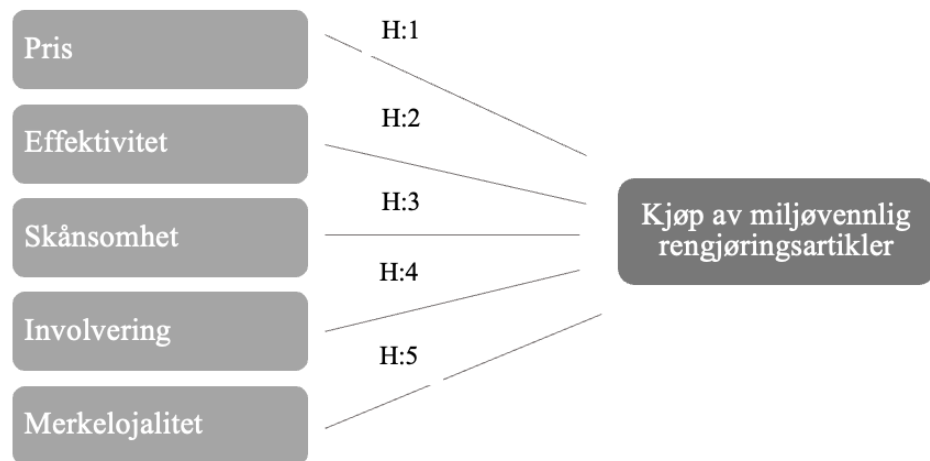 Pris
H:1
Effektivitet
H:2
Skånsomhet
H:3
Involvering
H:4
Merkelojalitet
H:5
Kjøp av miljøvennlig
rengjøringsartikler